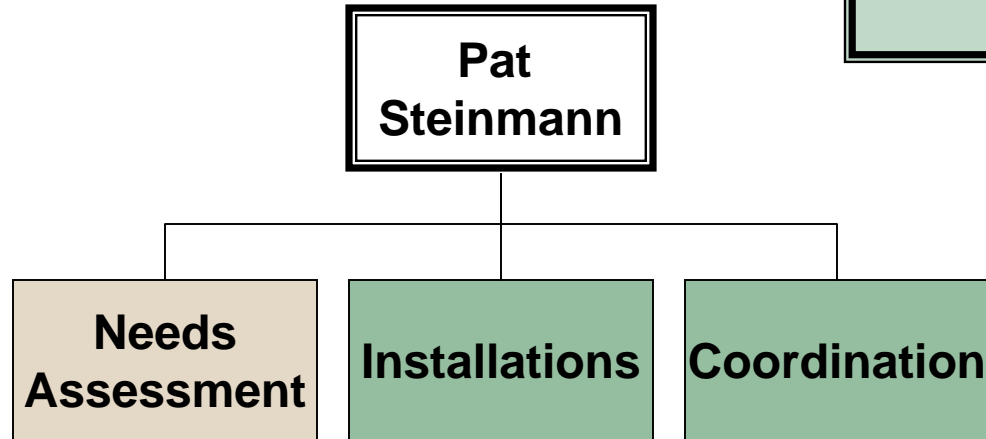 Pat
Steinmann
Needs
Assessment
Installations
Coordination